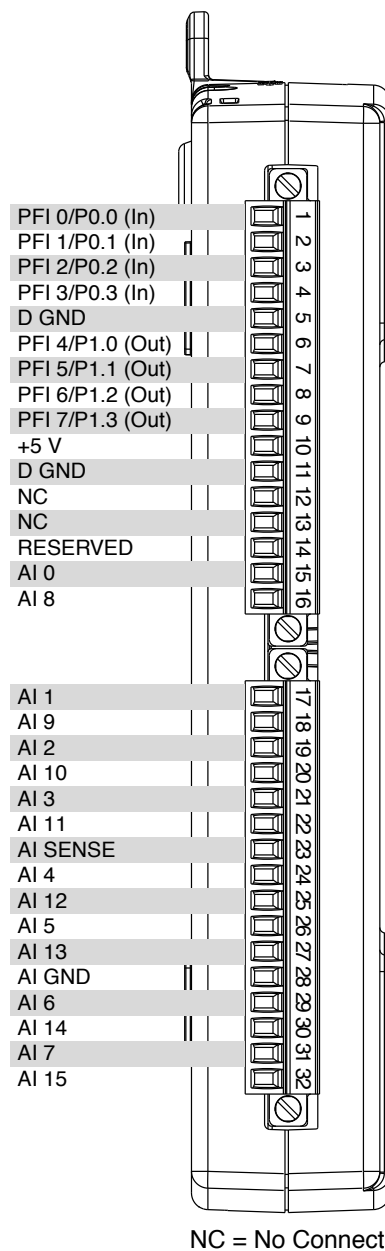 PFI 0/P0.0 (In) 1
PFI 1/P0.1 (In) 2
PFI 2/P0.2 (In) 3
PFI 3/P0.3 (In) 4
D GND 5
PFI 4/P1.0 (Out) 6
PFI 5/P1.1 (Out) 7
PFI 6/P1.2 (Out) 8
PFI 7/P1.3 (Out) 9
+5 V 10
D GND 11
NC 12
NC 13
RESERVED 14
AI 0 15
AI 8 16
AI 1 17
AI 9 18
AI 2 19
AI 10 20
AI 3 21
AI 11 22
AI SENSE 23
AI 4 24
AI 12 25
AI 5 26
AI 13 27
AI GND 28
AI 6 29
AI 14 30
AI 7 31
AI 15 32
NC = No Connect